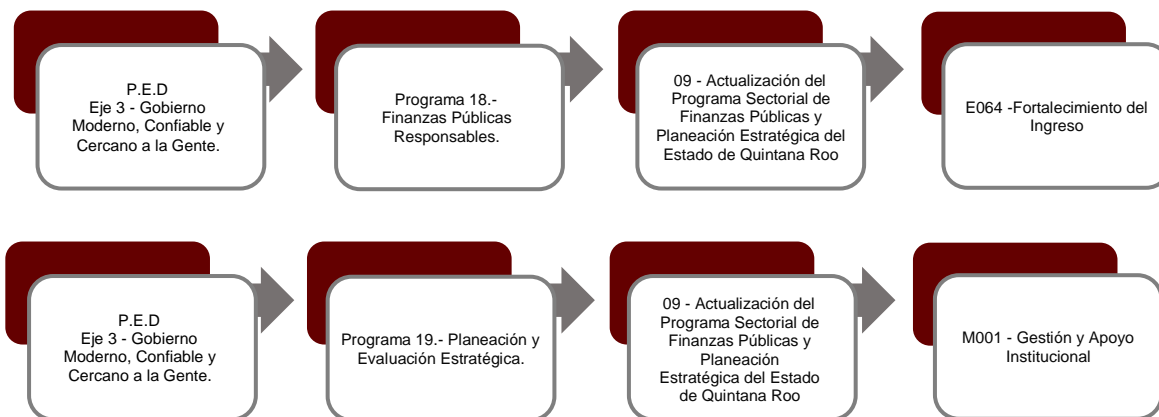 P.E.D
Eje 3 - Gobierno
Moderno, Confiable y
Cercano a la Gente.
Programa 18.-
Finanzas Públicas
Responsables.
09 - Actualización del
Programa Sectorial de
Finanzas Públicas y
Planeación Estratégica del
Estado de Quintana Roo
E064 -Fortalecimiento del
Ingreso
P.E.D
Eje 3 - Gobierno
Moderno, Confiable y
Cercano a la Gente.
Programa 19.- Planeación y
Evaluación Estratégica.
09 - Actualización del
Programa Sectorial de
Finanzas Públicas y
Planeación
Estratégica del Estado
de Quintana Roo
M001 - Gestión y Apoyo
Institucional